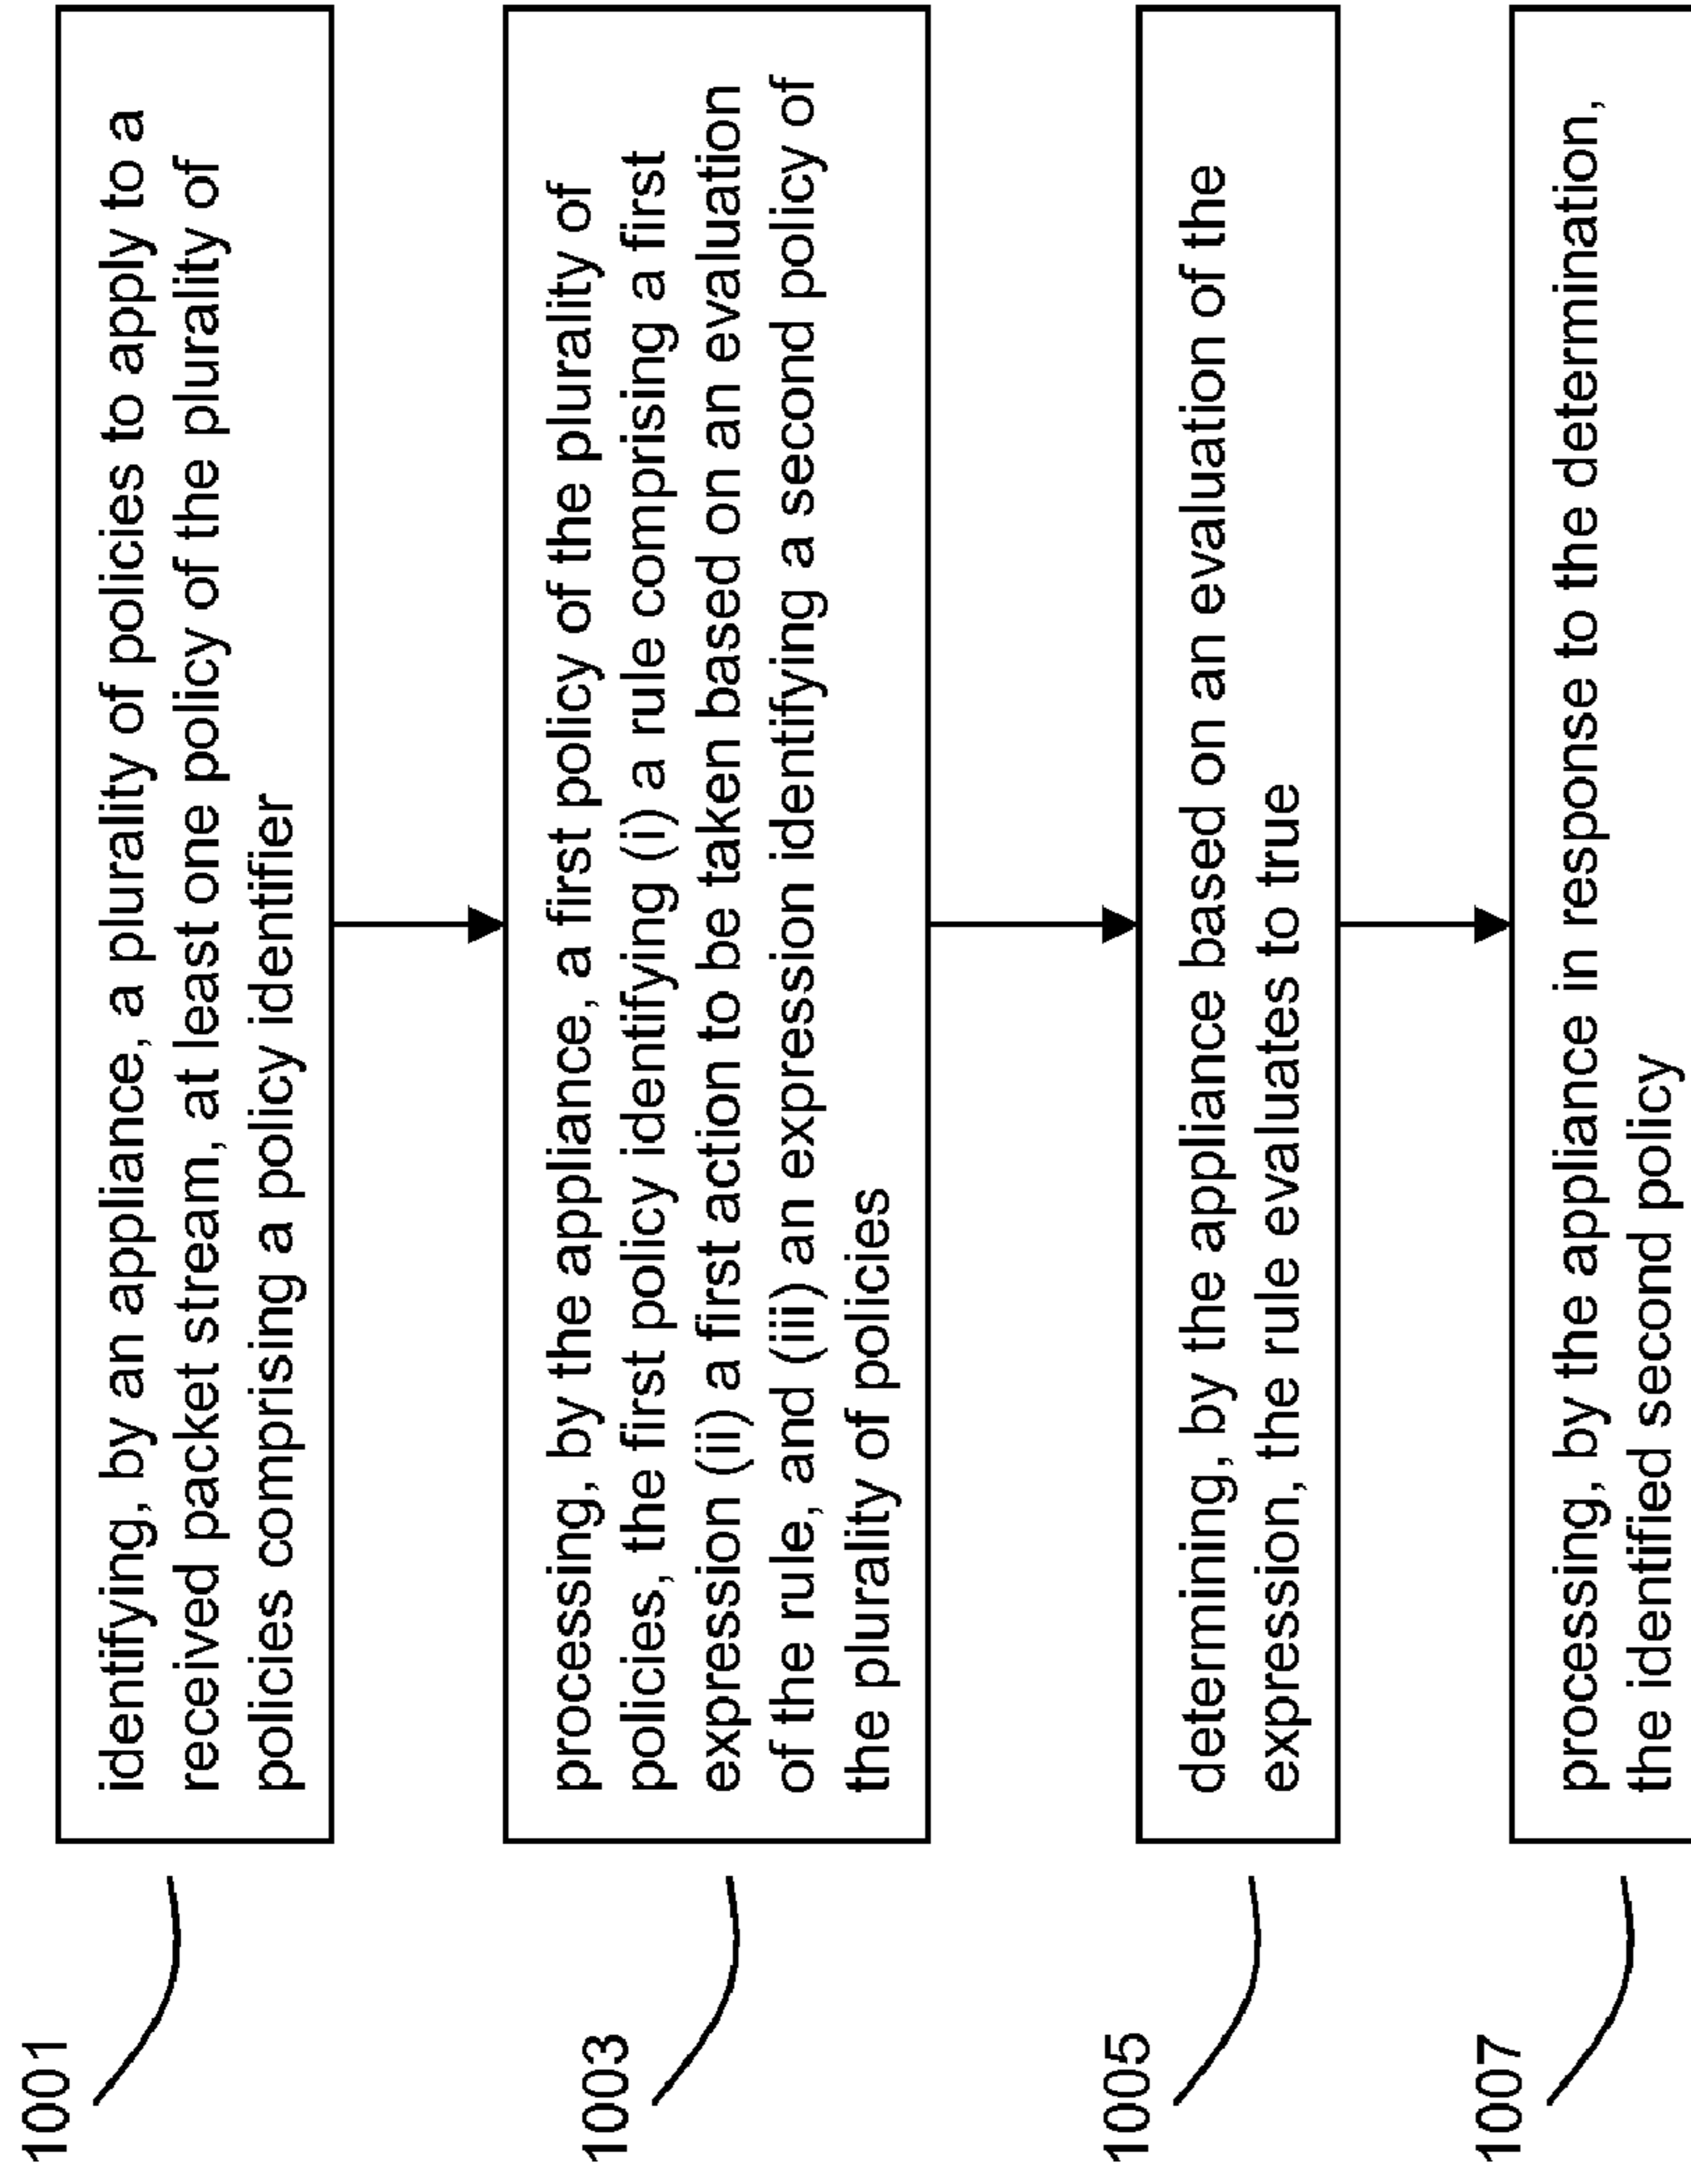 1001
identifying, by an appliance, a plurality of policies to apply to a
received packet stream, at least one policy of the plurality of
policies comprising a policy identifier
1003
processing, by the appliance, a first policy of the plurality of
policies, the first policy identifying (i) a rule comprising a first
expression (ii) a first action to be taken based on an evaluation
of the rule, and (iii) an expression identifying a second policy of
the plurality of policies
1005
determining, by the appliance based on an evaluation of the
expression, the rule evaluates to true
1007
processing, by the appliance in response to the determination,
the identified second policy